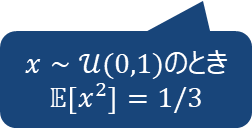 x ~ 𝒰(0,1)のとき
𝔼[x²] = 1/3